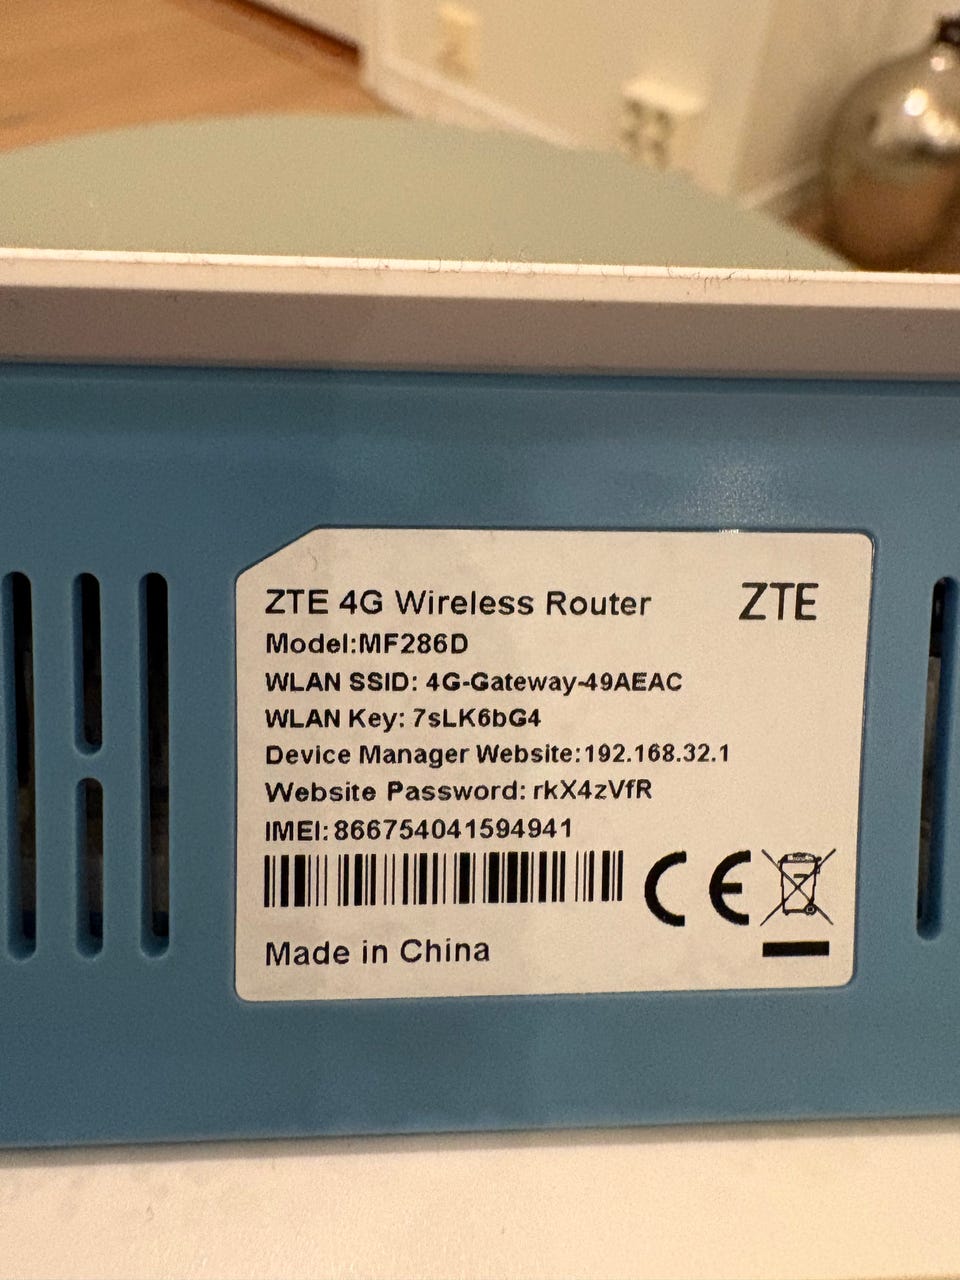 ZTE 4G Wireless Router ZTE
Model:MF286D
WLAN SSID: 4G-Gateway-49AEAC
WLAN Key: 7sLK6bG4
Device Manager Website:192.168.32.1
Website Password: rkX4zVfR
IMEI:866754041594941
CE
Made in China